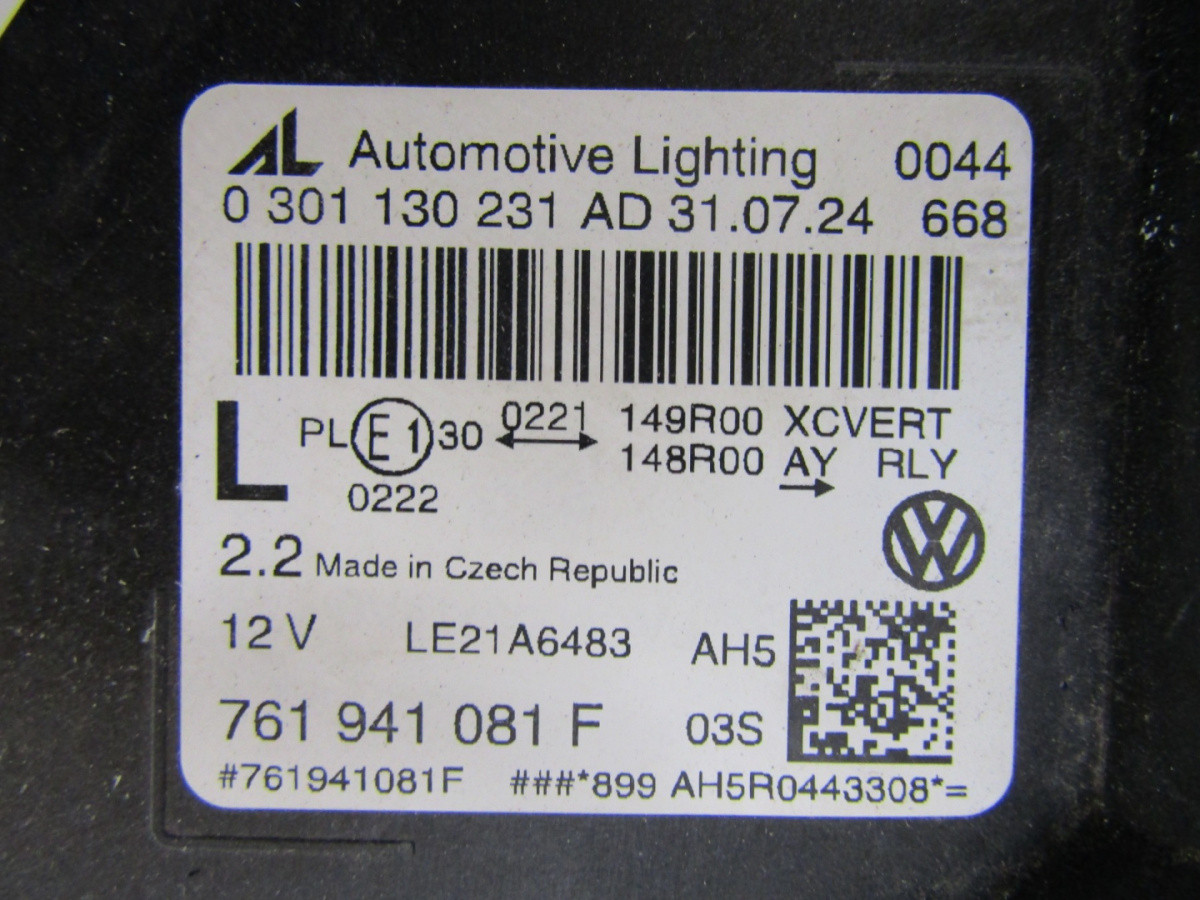 AL Automotive Lighting 0044
0 301 130 231 AD 31.07.24 668
L PL E1 30 0221 149R00 XCVERT
148R00 AY RLY
0222
2.2 Made in Czech Republic
12 V LE21A6483 AH5
761 941 081 F 03S
#761941081F ###*899 AH5R0443308*=